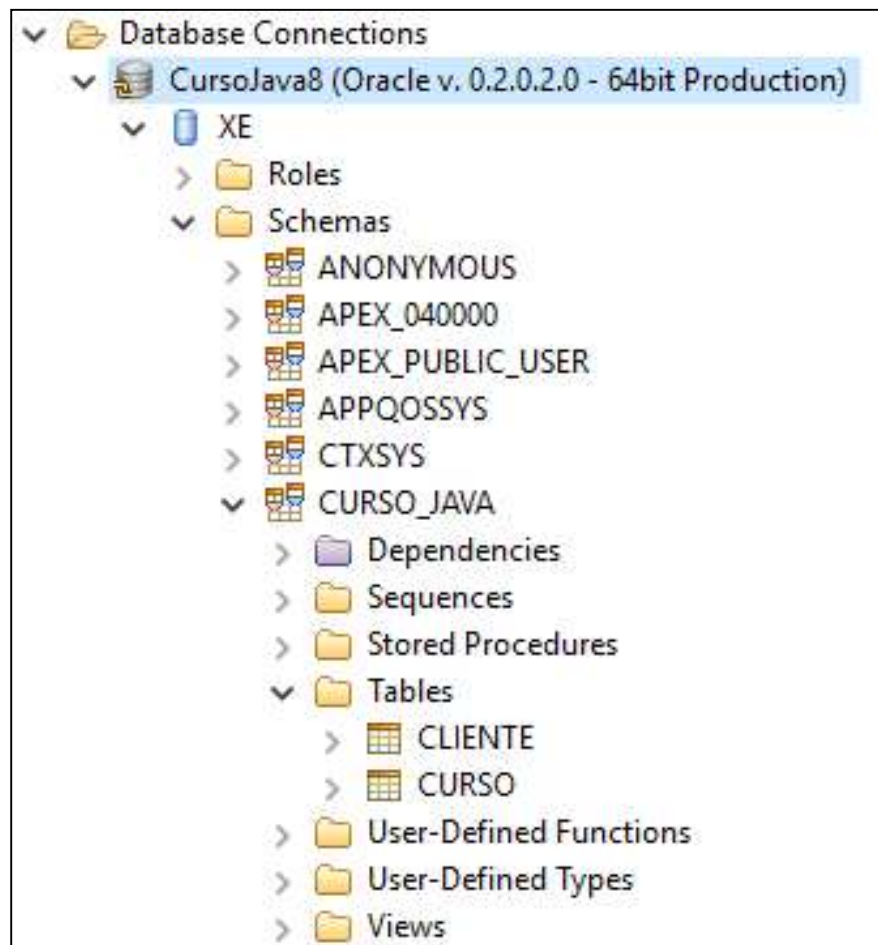 Database Connections
CursoJava8 (Oracle v. 0.2.0.2.0 - 64bit Production)
XE
Roles
Schemas
ANONYMOUS
APEX_040000
APEX_PUBLIC_USER
APPQOSSYS
CTXSYS
CURSO_JAVA
Dependencies
Sequences
Stored Procedures
Tables
CLIENTE
CURSO
User-Defined Functions
User-Defined Types
Views